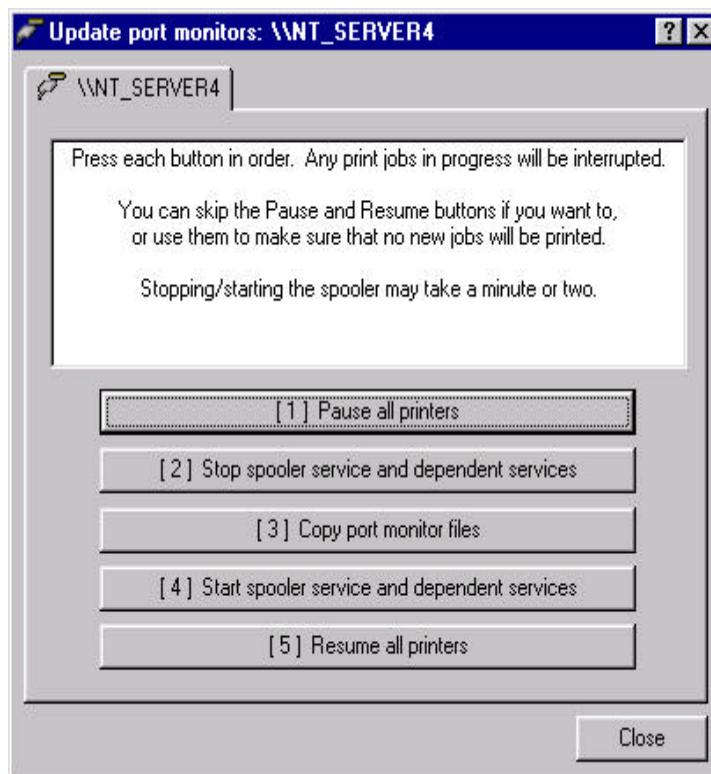 Update port monitors: \\NT_SERVER4
\\NT_SERVER4
Press each button in order.  Any print jobs in progress will be interrupted.
You can skip the Pause and Resume buttons if you want to,
or use them to make sure that no new jobs will be printed.
Stopping/starting the spooler may take a minute or two.
[ 1 ]  Pause all printers
[ 2 ]  Stop spooler service and dependent services
[ 3 ]  Copy port monitor files
[ 4 ]  Start spooler service and dependent services
[ 5 ]  Resume all printers
Close